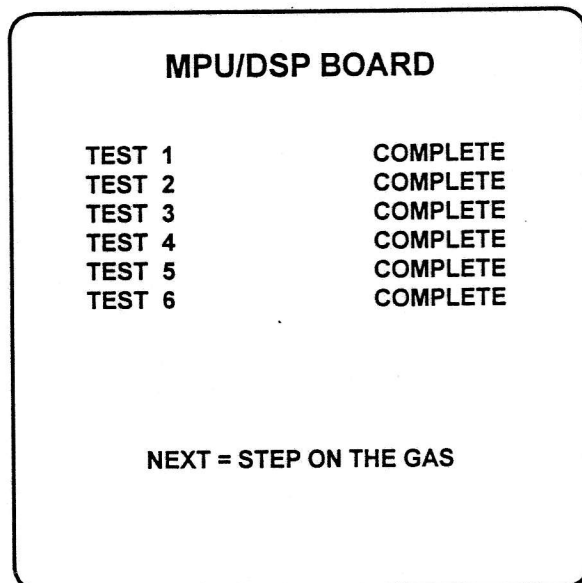 MPU/DSP BOARD
TEST 1 COMPLETE
TEST 2 COMPLETE
TEST 3 COMPLETE
TEST 4 COMPLETE
TEST 5 COMPLETE
TEST 6 COMPLETE
NEXT = STEP ON THE GAS